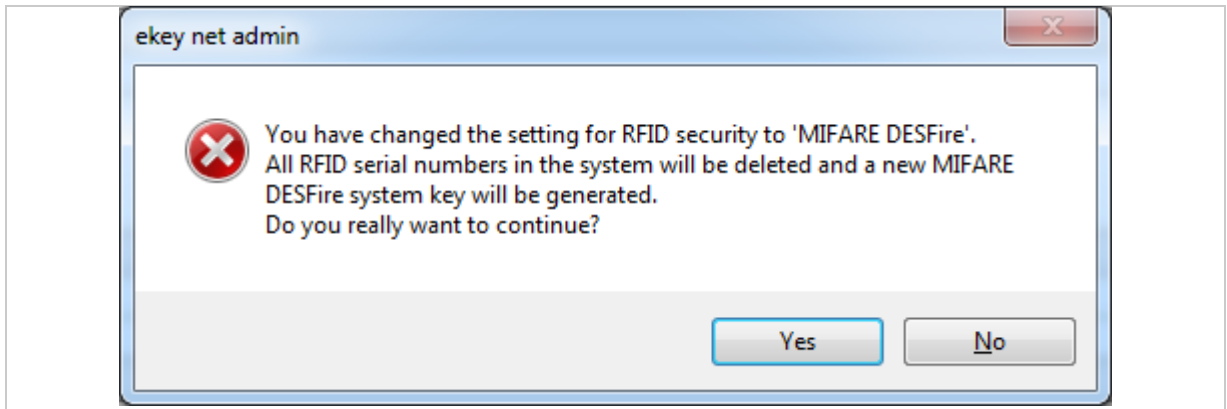 ekey net admin
You have changed the setting for RFID security to 'MIFARE DESFire'.
All RFID serial numbers in the system will be deleted and a new MIFARE
DESFire system key will be generated.
Do you really want to continue?
Yes
No